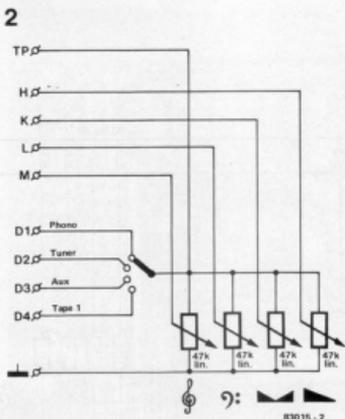 2
TP
H
K
L
M
D1 Phono
D2 Tuner
D3 Aux
D4 Tape 1
47k 47k 47k 47k
lin. lin. lin. lin.
83035 - 2